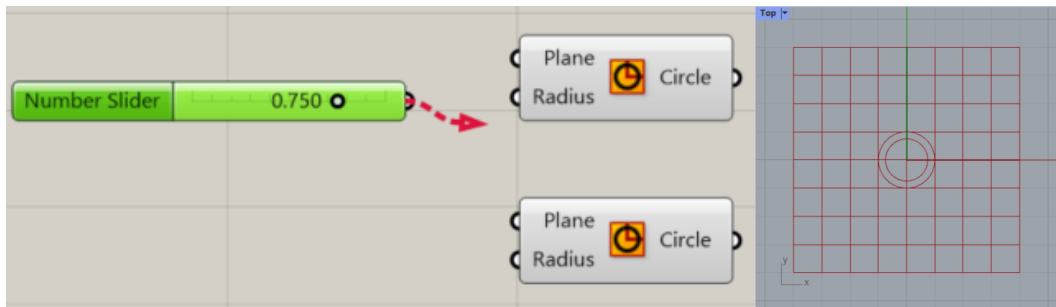 Number Slider 0.750
Plane
Radius
Circle
Plane
Radius
Circle
Top
y
x